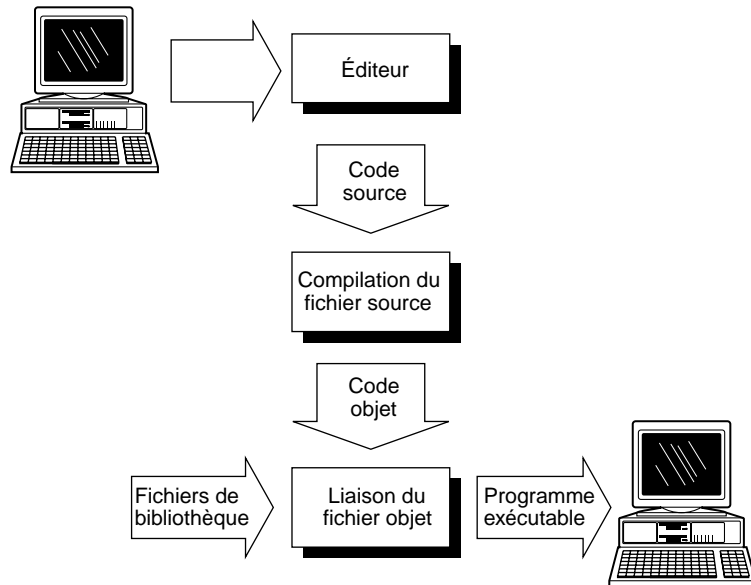 Éditeur
Code
source
Compilation du
fichier source
Code
objet
Fichiers de
bibliothèque
Liaison du
fichier objet
Programme
exécutable